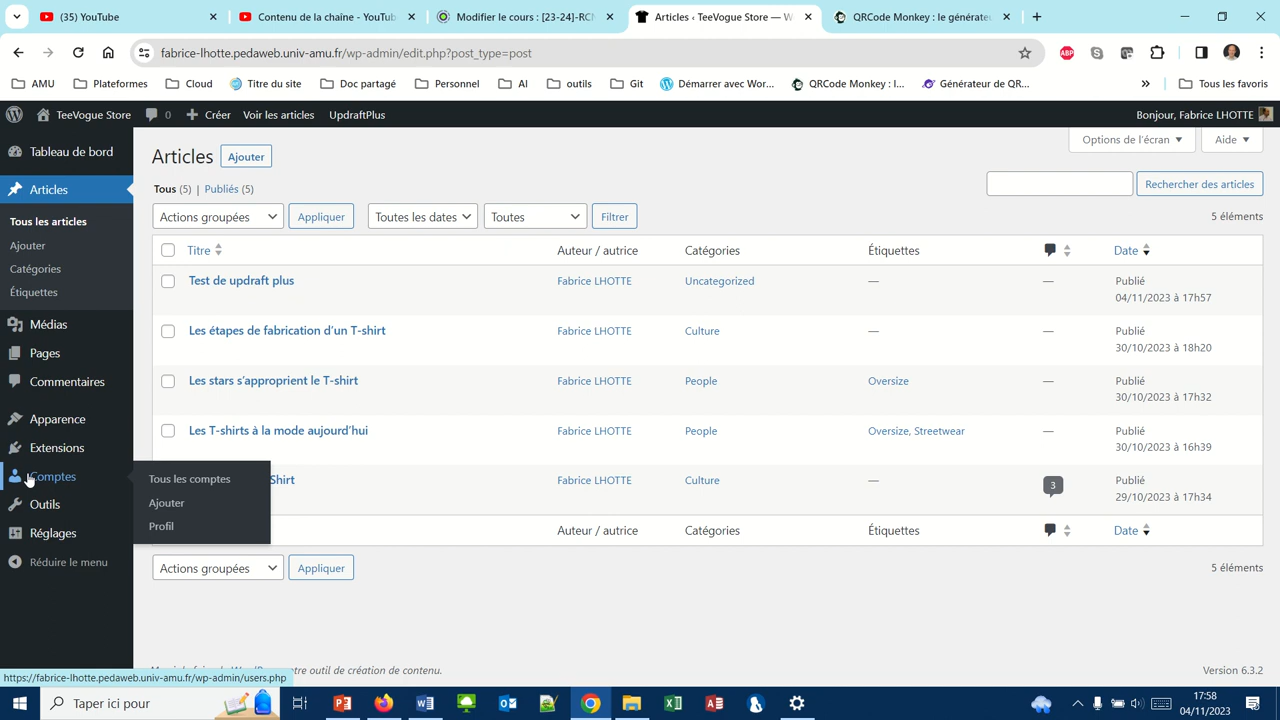 (35) YouTube
Contenu de la chaîne - YouTub
Modifier le cours : [23-24]-RCN
Articles ‹ TeeVogue Store — W
QRCode Monkey : le générateu
fabrice-lhotte.pedaweb.univ-amu.fr/wp-admin/edit.php?post_type=post
ABP
AMU
Plateformes
Cloud
Titre du site
Doc partagé
Personnel
AI
outils
Git
Démarrer avec Wor...
QRCode Monkey : l...
Générateur de QR...
»
Tous les favoris
TeeVogue Store
0
Créer
Voir les articles
UpdraftPlus
Bonjour, Fabrice LHOTTE
Tableau de bord
Articles
Tous les articles
Ajouter
Catégories
Étiquettes
Médias
Pages
Commentaires
Apparence
Extensions
Comptes
Outils
Réglages
Réduire le menu
Tous les comptes
Ajouter
Profil
Articles
Ajouter
Options de l'écran
Aide
Tous (5) | Publiés (5)
Rechercher des articles
Actions groupées
Appliquer
Toutes les dates
Toutes
Filtrer
5 éléments
Titre
Auteur / autrice
Catégories
Étiquettes
Date
Test de updraft plus
Fabrice LHOTTE
Uncategorized
—
—
Publié
04/11/2023 à 17h57
Les étapes de fabrication d'un T-shirt
Fabrice LHOTTE
Culture
—
—
Publié
30/10/2023 à 18h20
Les stars s'approprient le T-shirt
Fabrice LHOTTE
People
Oversize
—
Publié
30/10/2023 à 17h32
Les T-shirts à la mode aujourd'hui
Fabrice LHOTTE
People
Oversize, Streetwear
—
Publié
30/10/2023 à 16h39
Shirt
Fabrice LHOTTE
Culture
—
3
Publié
29/10/2023 à 17h34
Auteur / autrice
Catégories
Étiquettes
Date
Actions groupées
Appliquer
5 éléments
outil de création de contenu.
Version 6.3.2
https://fabrice-lhotte.pedaweb.univ-amu.fr/wp-admin/users.php
Taper ici pour
17:58
04/11/2023